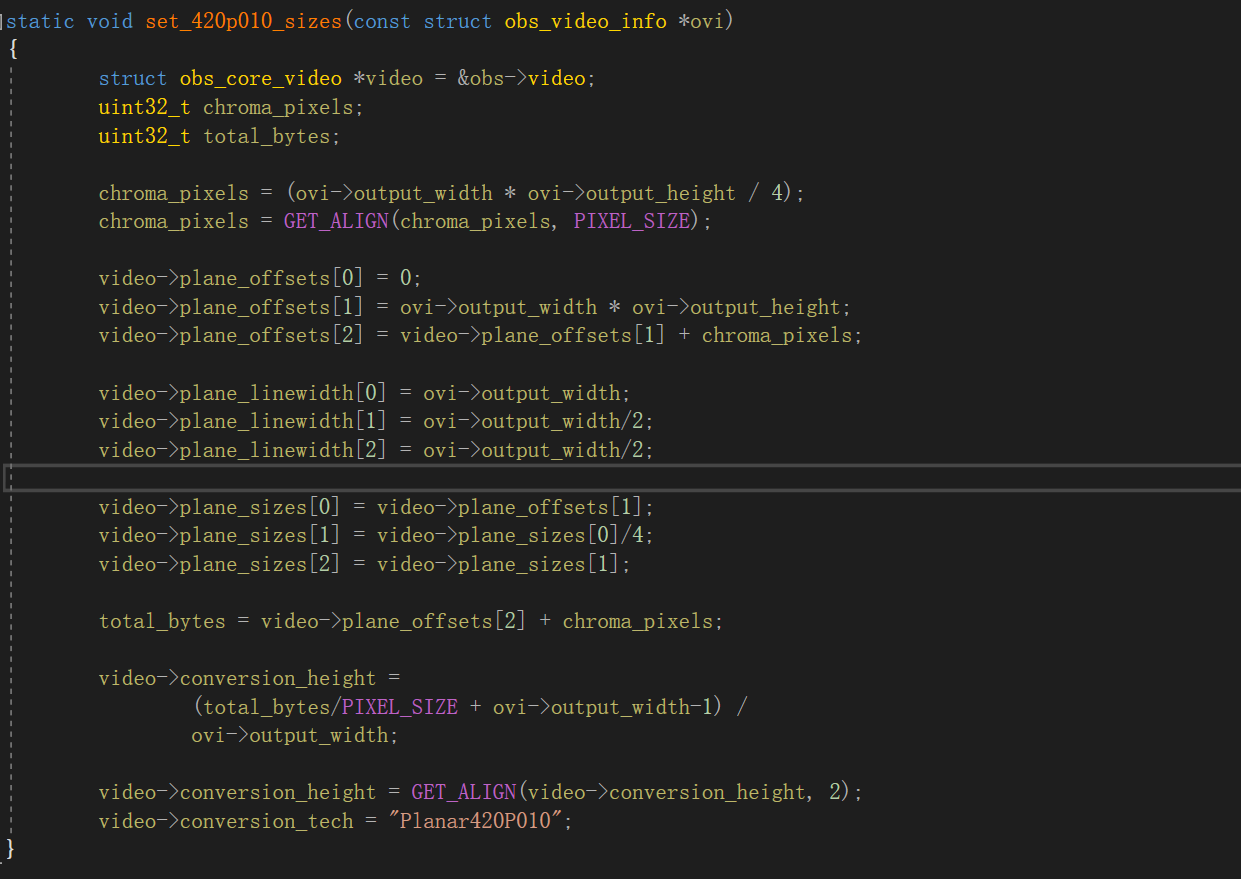 static void set_420p010_sizes(const struct obs_video_info *ovi)
{
struct obs_core_video *video = &obs->video;
uint32_t chroma_pixels;
uint32_t total_bytes;
chroma_pixels = (ovi->output_width * ovi->output_height / 4);
chroma_pixels = GET_ALIGN(chroma_pixels, PIXEL_SIZE);
video->plane_offsets[0] = 0;
video->plane_offsets[1] = ovi->output_width * ovi->output_height;
video->plane_offsets[2] = video->plane_offsets[1] + chroma_pixels;
video->plane_linewidth[0] = ovi->output_width;
video->plane_linewidth[1] = ovi->output_width/2;
video->plane_linewidth[2] = ovi->output_width/2;
video->plane_sizes[0] = video->plane_offsets[1];
video->plane_sizes[1] = video->plane_sizes[0]/4;
video->plane_sizes[2] = video->plane_sizes[1];
total_bytes = video->plane_offsets[2] + chroma_pixels;
video->conversion_height =
(total_bytes/PIXEL_SIZE + ovi->output_width-1) /
ovi->output_width;
video->conversion_height = GET_ALIGN(video->conversion_height, 2);
video->conversion_tech = "Planar420P010";
}